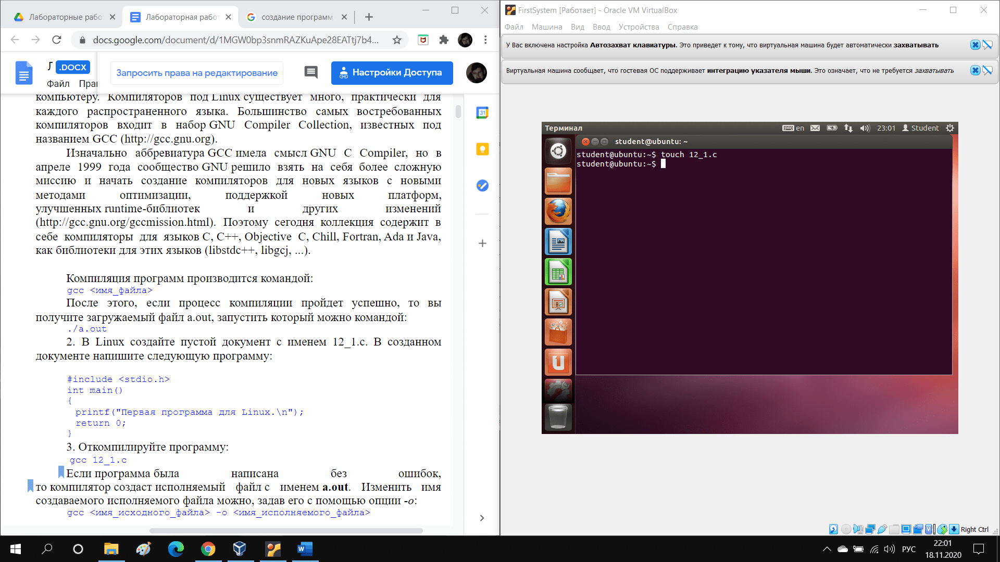 Лабораторные рабо
Лабораторная рабо
создание программ
docs.google.com/document/d/1MGW0bp3snmRAZKuApe28EATtj7b4...
Л .DOCX
Файл Пра
Запросить права на редактирование
Настройки Доступа
компьютеру. Компиляторов под Linux существует много, практически для
каждого распространенного языка. Большинство самых востребованных
компиляторов входит в набор GNU Compiler Collection, известных под
названием GCC (http://gcc.gnu.org).
Изначально аббревиатура GCC имела смысл GNU C Compiler, но в
апреле 1999 года сообщество GNU решило взять на себя более сложную
миссию и начать создание компиляторов для новых языков с новыми
методами оптимизации, поддержкой новых платформ,
улучшенных runtime-библиотек и других изменений
(http://gcc.gnu.org/gccmission.html). Поэтому сегодня коллекция содержит в
себе компиляторы для языков C, C++, Objective C, Chill, Fortran, Ada и Java,
как библиотеки для этих языков (libstdc++, libgcj, ...).
Компиляция программ производится командой:
gcc <имя_файла>
После этого, если процесс компиляции пройдет успешно, то вы
получите загружаемый файл a.out, запустить который можно командой:
./a.out
2. В Linux создайте пустой документ с именем 12_1.c. В созданном
документе напишите следующую программу:
#include <stdio.h>
int main()
{
printf("Первая программа для Linux.\n");
return 0;
}
3. Откомпилируйте программу:
gcc 12_1.c
Если программа была написана без ошибок,
то компилятор создаст исполняемый файл с именем a.out. Изменить имя
создаваемого исполняемого файла можно, задав его с помощью опции -o:
gcc <имя_исходного_файла> -o <имя_исполняемого_файла>
31
FirstSystem [Работает] - Oracle VM VirtualBox
Файл Машина Вид Ввод Устройства Справка
У Вас включена настройка Автозахват клавиатуры. Это приведет к тому, что виртуальная машина будет автоматически захватывать
Виртуальная машина сообщает, что гостевая ОС поддерживает интеграцию указателя мыши. Это означает, что не требуется захватывать
Терминал en 23:01 Student
student@ubuntu: ~
student@ubuntu:~$ touch 12_1.c
student@ubuntu:~$
Right Ctrl
РУС
22:01
18.11.2020